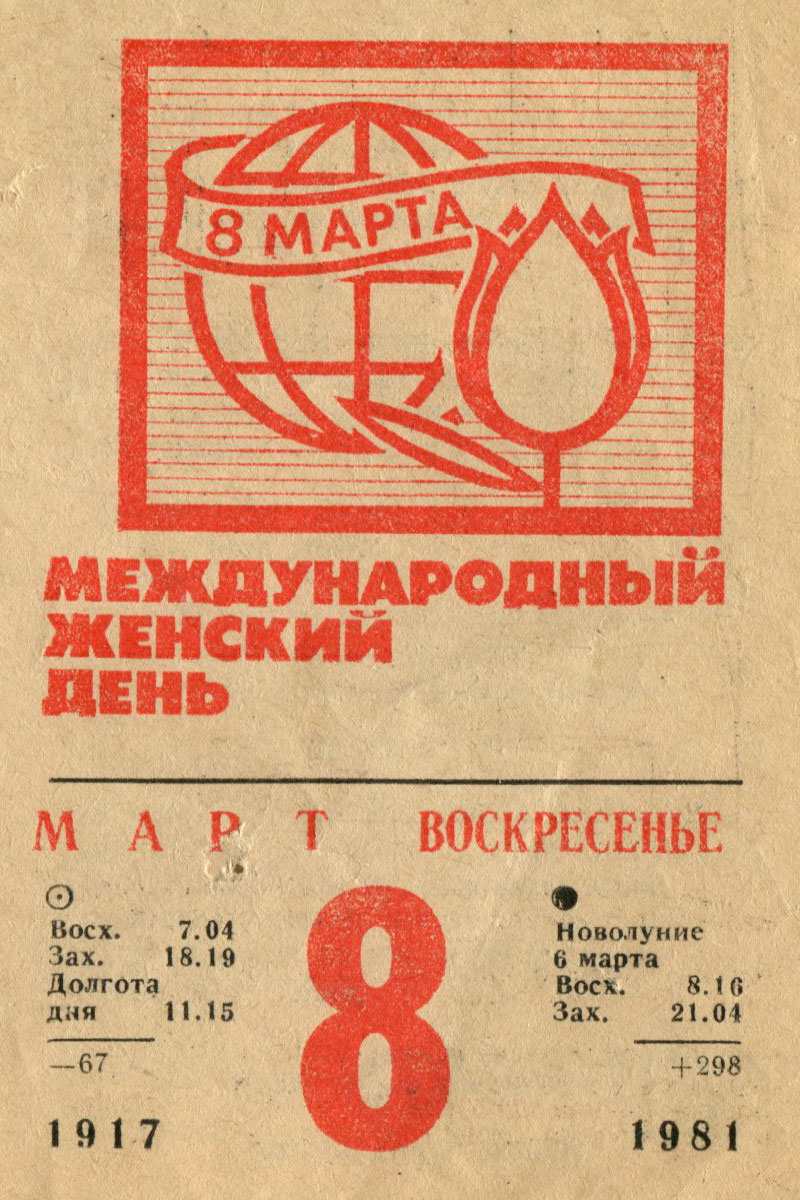 8 МАРТА
МЕЖДУНАРОДНЫЙ
ЖЕНСКИЙ
ДЕНЬ
МАРТ ВОСКРЕСЕНЬЕ
Восх. 7.04
Зах. 18.19
Долгота
дня 11.15
—67
1917
8
Новолуние
6 марта
Восх. 8.16
Зах. 21.04
+298
1981